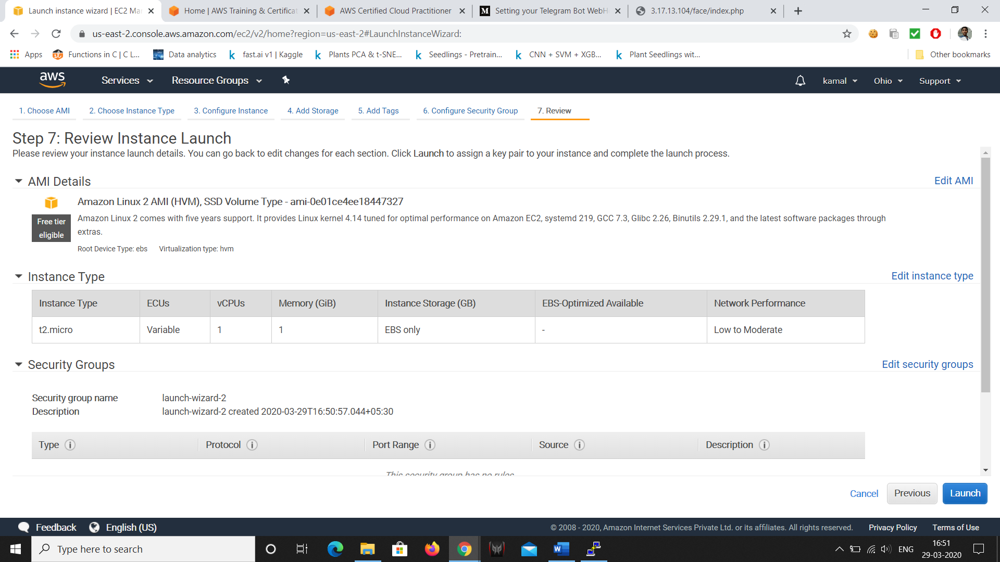 Launch instance wizard | EC2 Mar
Home | AWS Training & Certificat
AWS Certified Cloud Practitioner
M Setting your Telegram Bot WebH
3.17.13.104/face/index.php
us-east-2.console.aws.amazon.com/ec2/v2/home?region=us-east-2#LaunchInstanceWizard:
Apps Functions in C | C L... Data analytics k fast.ai v1 | Kaggle k Plants PCA & t-SNE... k Seedlings - Pretrain... k CNN + SVM + XGB... k Plant Seedlings wit... Other bookmarks
aws Services Resource Groups kamal Ohio Support
1. Choose AMI 2. Choose Instance Type 3. Configure Instance 4. Add Storage 5. Add Tags 6. Configure Security Group 7. Review
Step 7: Review Instance Launch
Please review your instance launch details. You can go back to edit changes for each section. Click Launch to assign a key pair to your instance and complete the launch process.
AMI Details Edit AMI
Amazon Linux 2 AMI (HVM), SSD Volume Type - ami-0e01ce4ee18447327
Free tier
eligible
Amazon Linux 2 comes with five years support. It provides Linux kernel 4.14 tuned for optimal performance on Amazon EC2, systemd 219, GCC 7.3, Glibc 2.26, Binutils 2.29.1, and the latest software packages through
extras.
Root Device Type: ebs Virtualization type: hvm
Instance Type Edit instance type
Instance Type ECUs vCPUs Memory (GiB) Instance Storage (GB) EBS-Optimized Available Network Performance
t2.micro Variable 1 1 EBS only - Low to Moderate
Security Groups Edit security groups
Security group name launch-wizard-2
Description launch-wizard-2 created 2020-03-29T16:50:57.044+05:30
Type Protocol Port Range Source Description
This security group has no rules
Cancel Previous Launch
Feedback English (US) © 2008 - 2020, Amazon Internet Services Private Ltd. or its affiliates. All rights reserved. Privacy Policy Terms of Use
Type here to search
ENG
16:51
29-03-2020